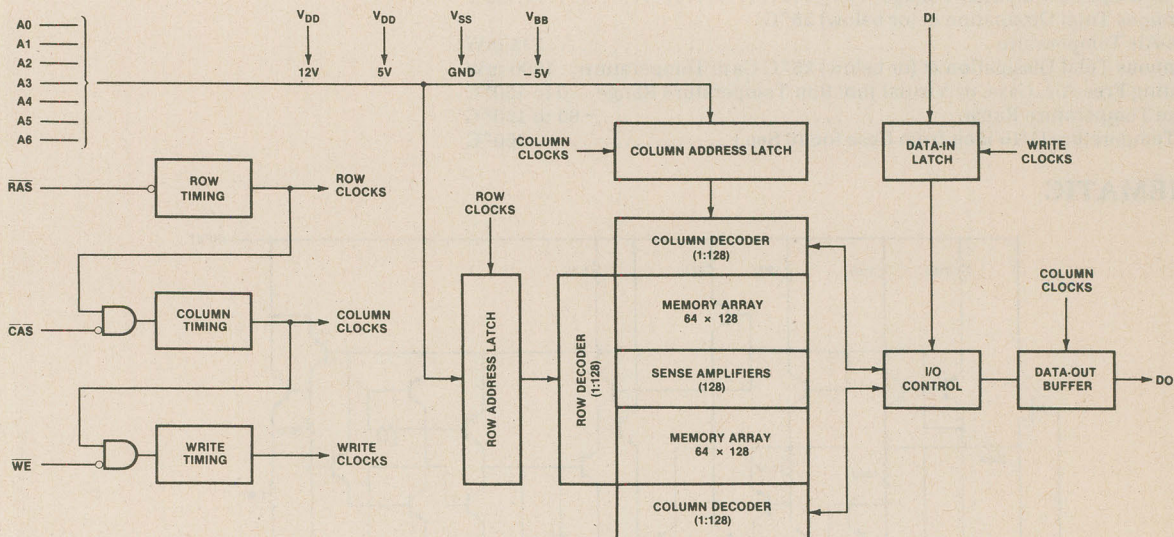 A0
A1
A2
A3
A4
A5
A6
VDD
12V
VDD
5V
VSS
GND
VBB
−5V
DI
COLUMN
CLOCKS
COLUMN ADDRESS LATCH
DATA-IN
LATCH
WRITE
CLOCKS
RAS
ROW
TIMING
ROW
CLOCKS
ROW
CLOCKS
COLUMN DECODER
(1:128)
MEMORY ARRAY
64 × 128
COLUMN
CLOCKS
CAS
COLUMN
TIMING
COLUMN
CLOCKS
ROW ADDRESS LATCH
ROW DECODER
(1:128)
SENSE AMPLIFIERS
(128)
I/O
CONTROL
DATA-OUT
BUFFER
DO
MEMORY ARRAY
64 × 128
WE
WRITE
TIMING
WRITE
CLOCKS
COLUMN DECODER
(1:128)